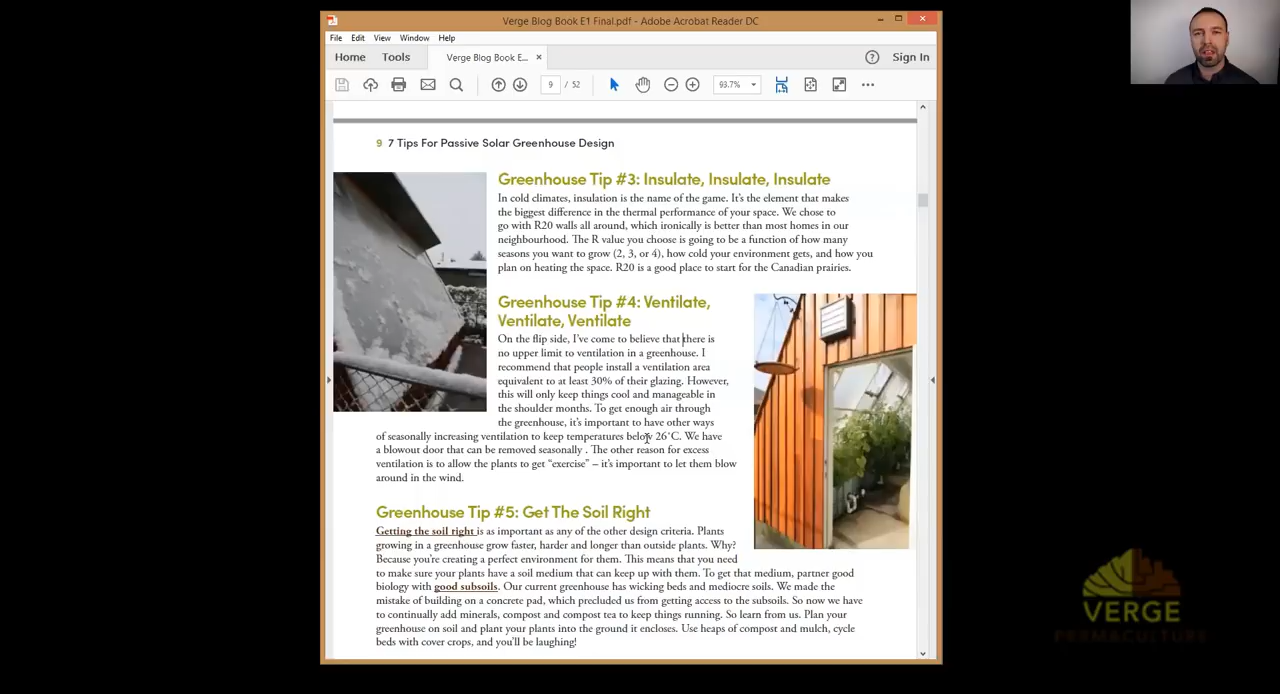 Verge Blog Book E1 Final.pdf - Adobe Acrobat Reader DC
File Edit View Window Help
Home Tools Verge Blog Book E... × Sign In
9 / 52 93.7%
9 7 Tips For Passive Solar Greenhouse Design
Greenhouse Tip #3: Insulate, Insulate, Insulate
In cold climates, insulation is the name of the game. It's the element that makes
the biggest difference in the thermal performance of your space. We chose to
go with R20 walls all around, which ironically is better than most homes in our
neighbourhood. The R value you choose is going to be a function of how many
seasons you want to grow (2, 3, or 4), how cold your environment gets, and how you
plan on heating the space. R20 is a good place to start for the Canadian prairies.
Greenhouse Tip #4: Ventilate,
Ventilate, Ventilate
On the flip side, I've come to believe that there is
no upper limit to ventilation in a greenhouse. I
recommend that people install a ventilation area
equivalent to at least 30% of their glazing. However,
this will only keep things cool and manageable in
the shoulder months. To get enough air through
the greenhouse, it's important to have other ways
of seasonally increasing ventilation to keep temperatures below 26°C. We have
a blowout door that can be removed seasonally . The other reason for excess
ventilation is to allow the plants to get "exercise" – it's important to let them blow
around in the wind.
Greenhouse Tip #5: Get The Soil Right
Getting the soil right is as important as any of the other design criteria. Plants
growing in a greenhouse grow faster, harder and longer than outside plants. Why?
Because you're creating a perfect environment for them. This means that you need
to make sure your plants have a soil medium that can keep up with them. To get that medium, partner good
biology with good subsoils. Our current greenhouse has wicking beds and mediocre soils. We made the
mistake of building on a concrete pad, which precluded us from getting access to the subsoils. So now we have
to continually add minerals, compost and compost tea to keep things running. So learn from us. Plan your
greenhouse on soil and plant your plants into the ground it encloses. Use heaps of compost and mulch, cycle
beds with cover crops, and you'll be laughing!
VERGE
PERMACULTURE